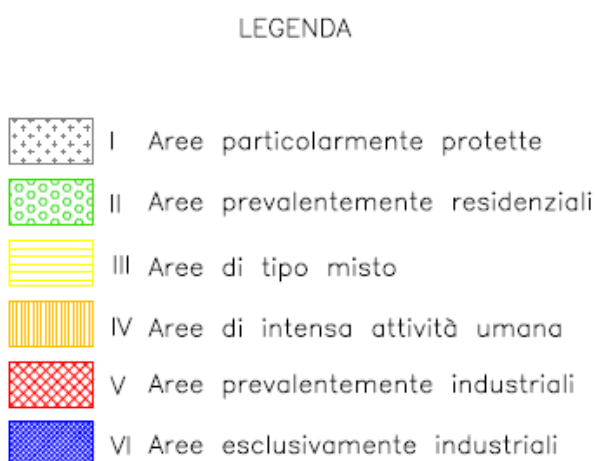 LEGENDA
I Aree particolarmente protette
II Aree prevalentemente residenziali
III Aree di tipo misto
IV Aree di intensa attività umana
V Aree prevalentemente industriali
VI Aree esclusivamente industriali